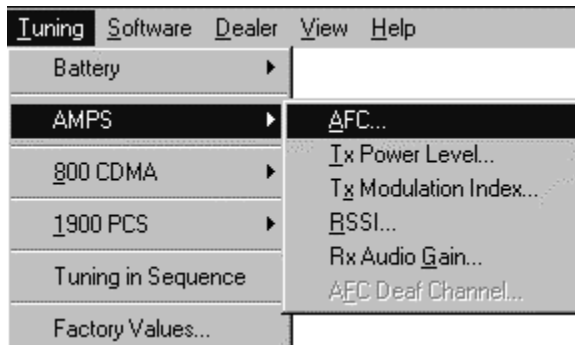 Tuning Software Dealer View Help
Battery
AMPS
800 CDMA
1900 PCS
Tuning in Sequence
Factory Values...
AFC...
Tx Power Level...
Tx Modulation Index...
RSSI...
Rx Audio Gain...
AFC Deaf Channel...